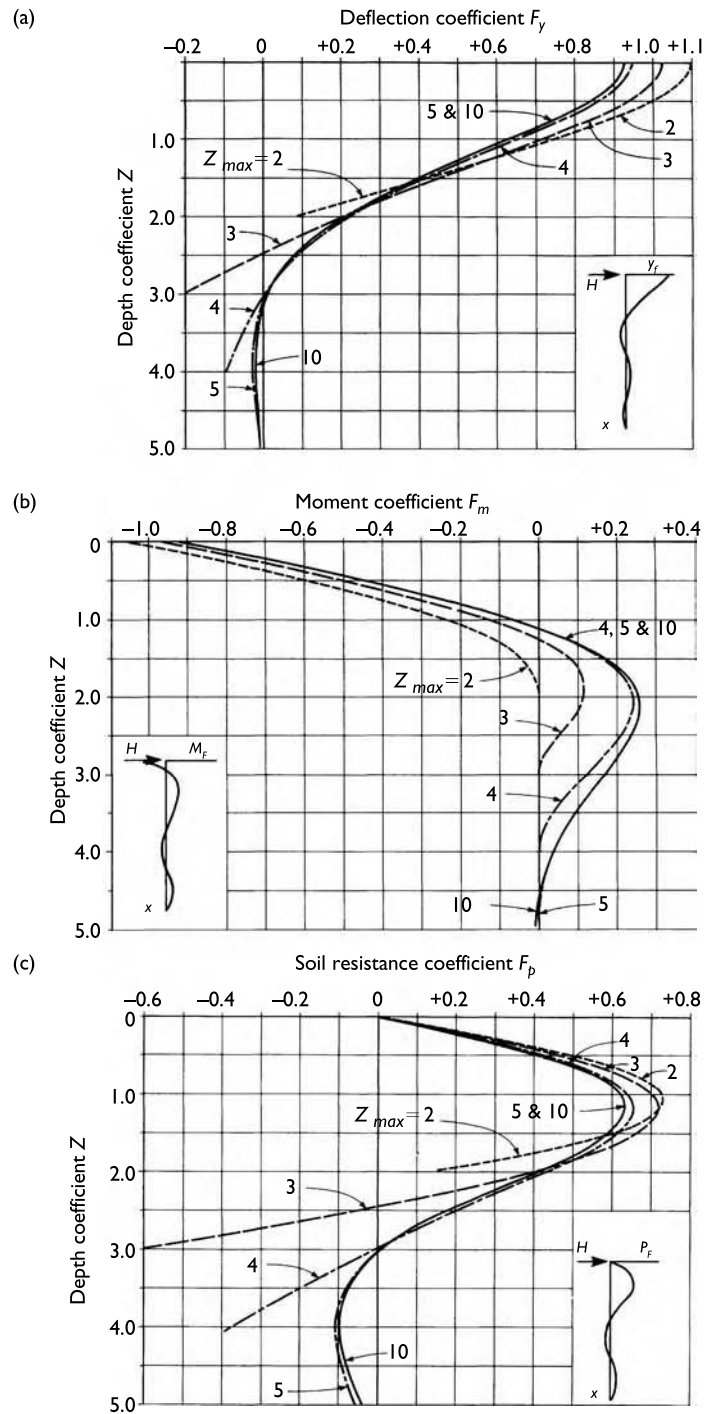 (a)
Deflection coefficient Fy
−0.2 0 +0.2 +0.4 +0.6 +0.8 +1.0 +1.1
Depth coeffiecient Z
1.0
2.0
3.0
4.0
5.0
5 & 10
2
3
4
Z max = 2
3
4
10
5
yf
H
x
(b)
Moment coefficient Fm
−1.0 −0.8 −0.6 −0.4 −0.2 0 +0.2 +0.4
Depth coefficient Z
0
1.0
2.0
3.0
4.0
5.0
4, 5 & 10
Z max = 2
3
4
10
5
H
MF
x
(c)
Soil resistance coefficient Fp
−0.6 −0.4 −0.2 0 +0.2 +0.4 +0.6 +0.8
Depth coefficient Z
0
1.0
2.0
3.0
4.0
5.0
4
3
2
5 & 10
Z max = 2
3
4
10
5
H
PF
x